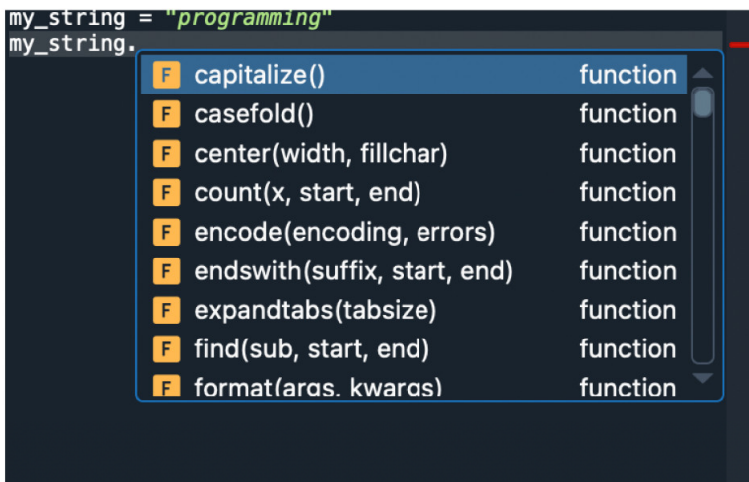 my_string = "programming"
my_string.
F capitalize() function
F casefold() function
F center(width, fillchar) function
F count(x, start, end) function
F encode(encoding, errors) function
F endswith(suffix, start, end) function
F expandtabs(tabsize) function
F find(sub, start, end) function
F format(args, kwargs) function